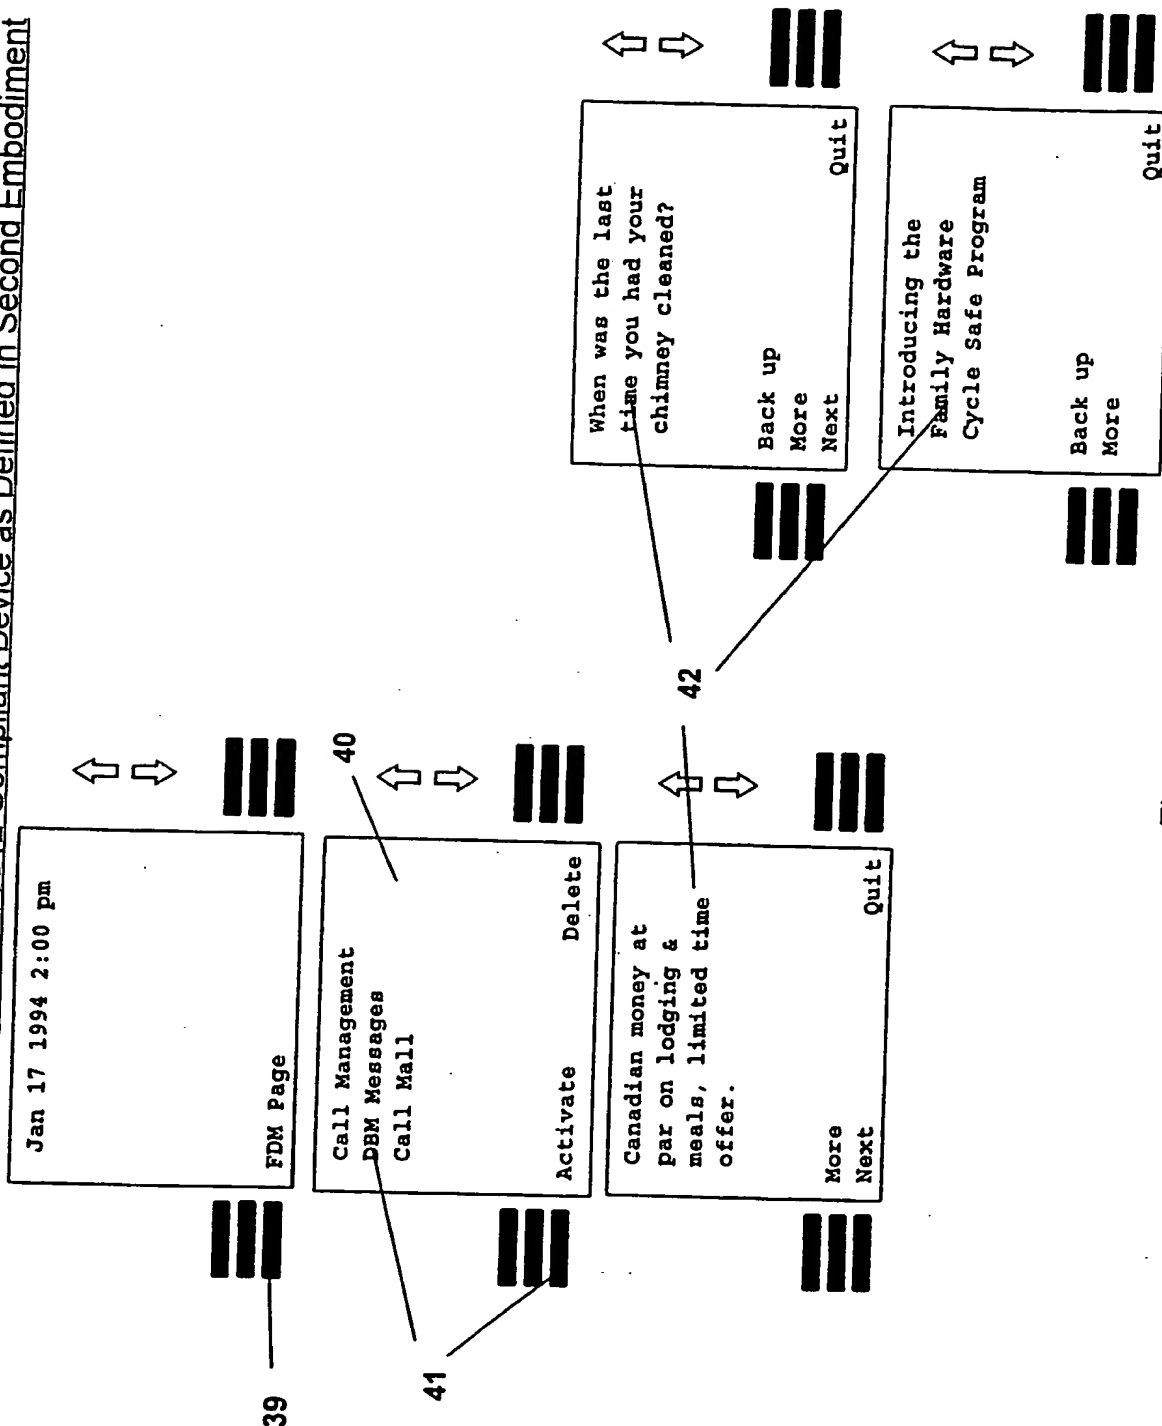 Compliant Device as Defined in Second Embodiment
Jan 17 1994 2:00 pm
FDM Page
39
Call Management
DBM Messages
Call Mall
Activate Delete
40
41
Canadian money at
par on lodging &
meals, limited time
offer.
More
Next Quit
42
When was the last
time you had your
chimney cleaned?
Back up
More
Next Quit
Introducing the
Family Hardware
Cycle Safe Program
Back up
More
Quit